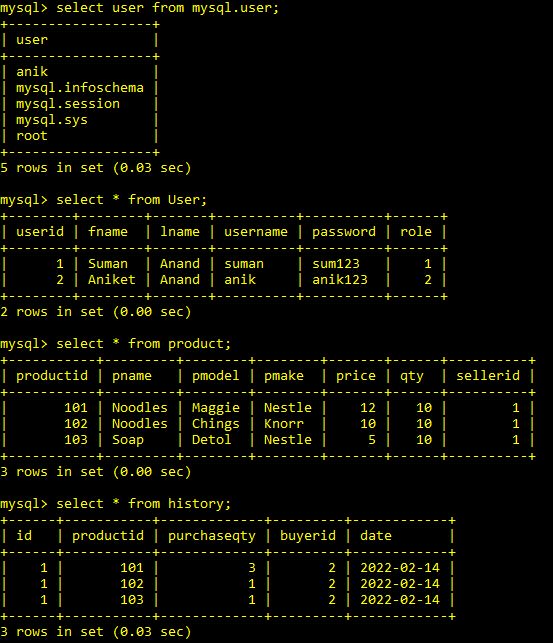 mysql> select user from mysql.user;
+------------------+
| user             |
+------------------+
| anik             |
| mysql.infoschema |
| mysql.session    |
| mysql.sys        |
| root             |
+------------------+
5 rows in set (0.03 sec)

mysql> select * from User;
+--------+--------+-------+----------+----------+------+
| userid | fname  | lname | username | password | role |
+--------+--------+-------+----------+----------+------+
|      1 | Suman  | Anand | suman    | sum123   |    1 |
|      2 | Aniket | Anand | anik     | anik123  |    2 |
+--------+--------+-------+----------+----------+------+
2 rows in set (0.00 sec)

mysql> select * from product;
+-----------+---------+--------+--------+-------+------+----------+
| productid | pname   | pmodel | pmake  | price | qty  | sellerid |
+-----------+---------+--------+--------+-------+------+----------+
|       101 | Noodles | Maggie | Nestle |    12 |   10 |        1 |
|       102 | Noodles | Chings | Knorr  |    10 |   10 |        1 |
|       103 | Soap    | Detol  | Nestle |     5 |   10 |        1 |
+-----------+---------+--------+--------+-------+------+----------+
3 rows in set (0.00 sec)

mysql> select * from history;
+------+-----------+-------------+---------+------------+
| id   | productid | purchaseqty | buyerid | date       |
+------+-----------+-------------+---------+------------+
|    1 |       101 |           3 |       2 | 2022-02-14 |
|    1 |       102 |           1 |       2 | 2022-02-14 |
|    1 |       103 |           1 |       2 | 2022-02-14 |
+------+-----------+-------------+---------+------------+
3 rows in set (0.03 sec)